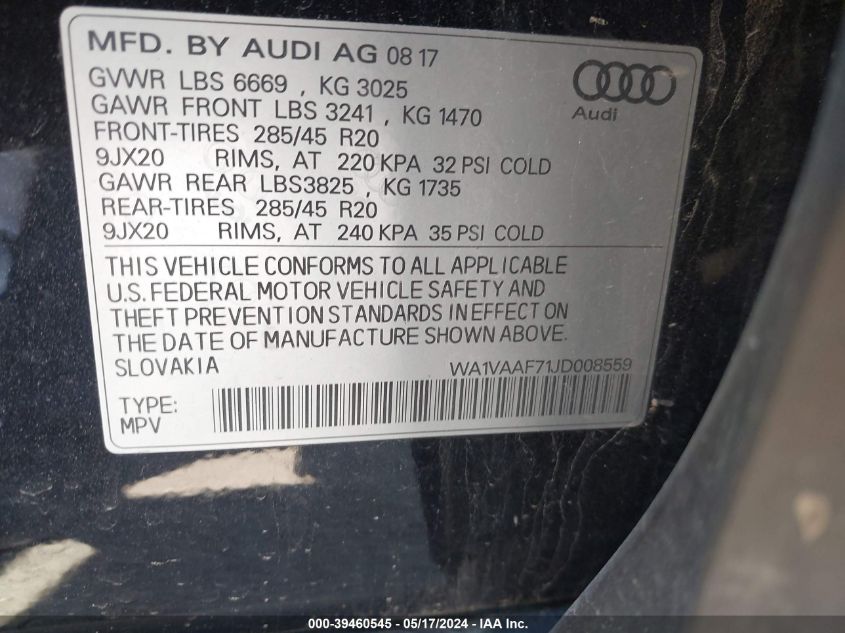 MFD. BY AUDI AG 08 17
GVWR LBS 6669 , KG 3025
GAWR FRONT LBS 3241 , KG 1470
FRONT-TIRES 285/45 R20
9JX20 RIMS, AT 220 KPA 32 PSI COLD
GAWR REAR LBS3825 , KG 1735
REAR-TIRES 285/45 R20
9JX20 RIMS, AT 240 KPA 35 PSI COLD
Audi
THIS VEHICLE CONFORMS TO ALL APPLICABLE
U.S. FEDERAL MOTOR VEHICLE SAFETY AND
THEFT PREVENTION STANDARDS IN EFFECT ON
THE DATE OF MANUFACTURE SHOWN ABOVE.
SLOVAKIA WA1VAAF71JD008559
TYPE:
MPV
000-39460545 - 05/17/2024 - IAA Inc.